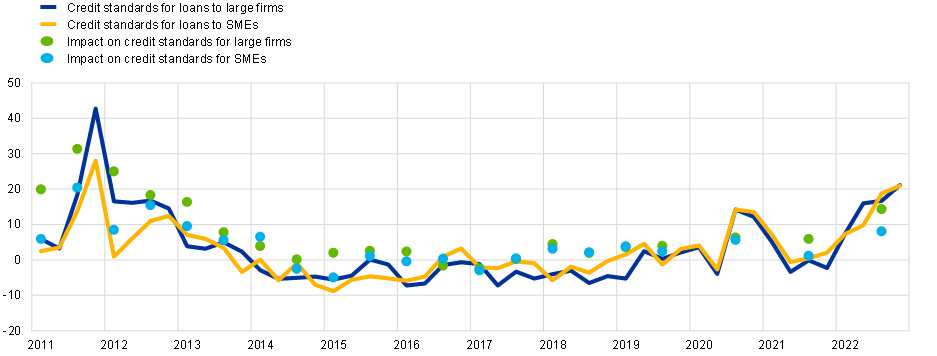 Credit standards for loans to large firms
Credit standards for loans to SMEs
Impact on credit standards for large firms
Impact on credit standards for SMEs
50
40
30
20
10
0
-10
-20
2011 2012 2013 2014 2015 2016 2017 2018 2019 2020 2021 2022